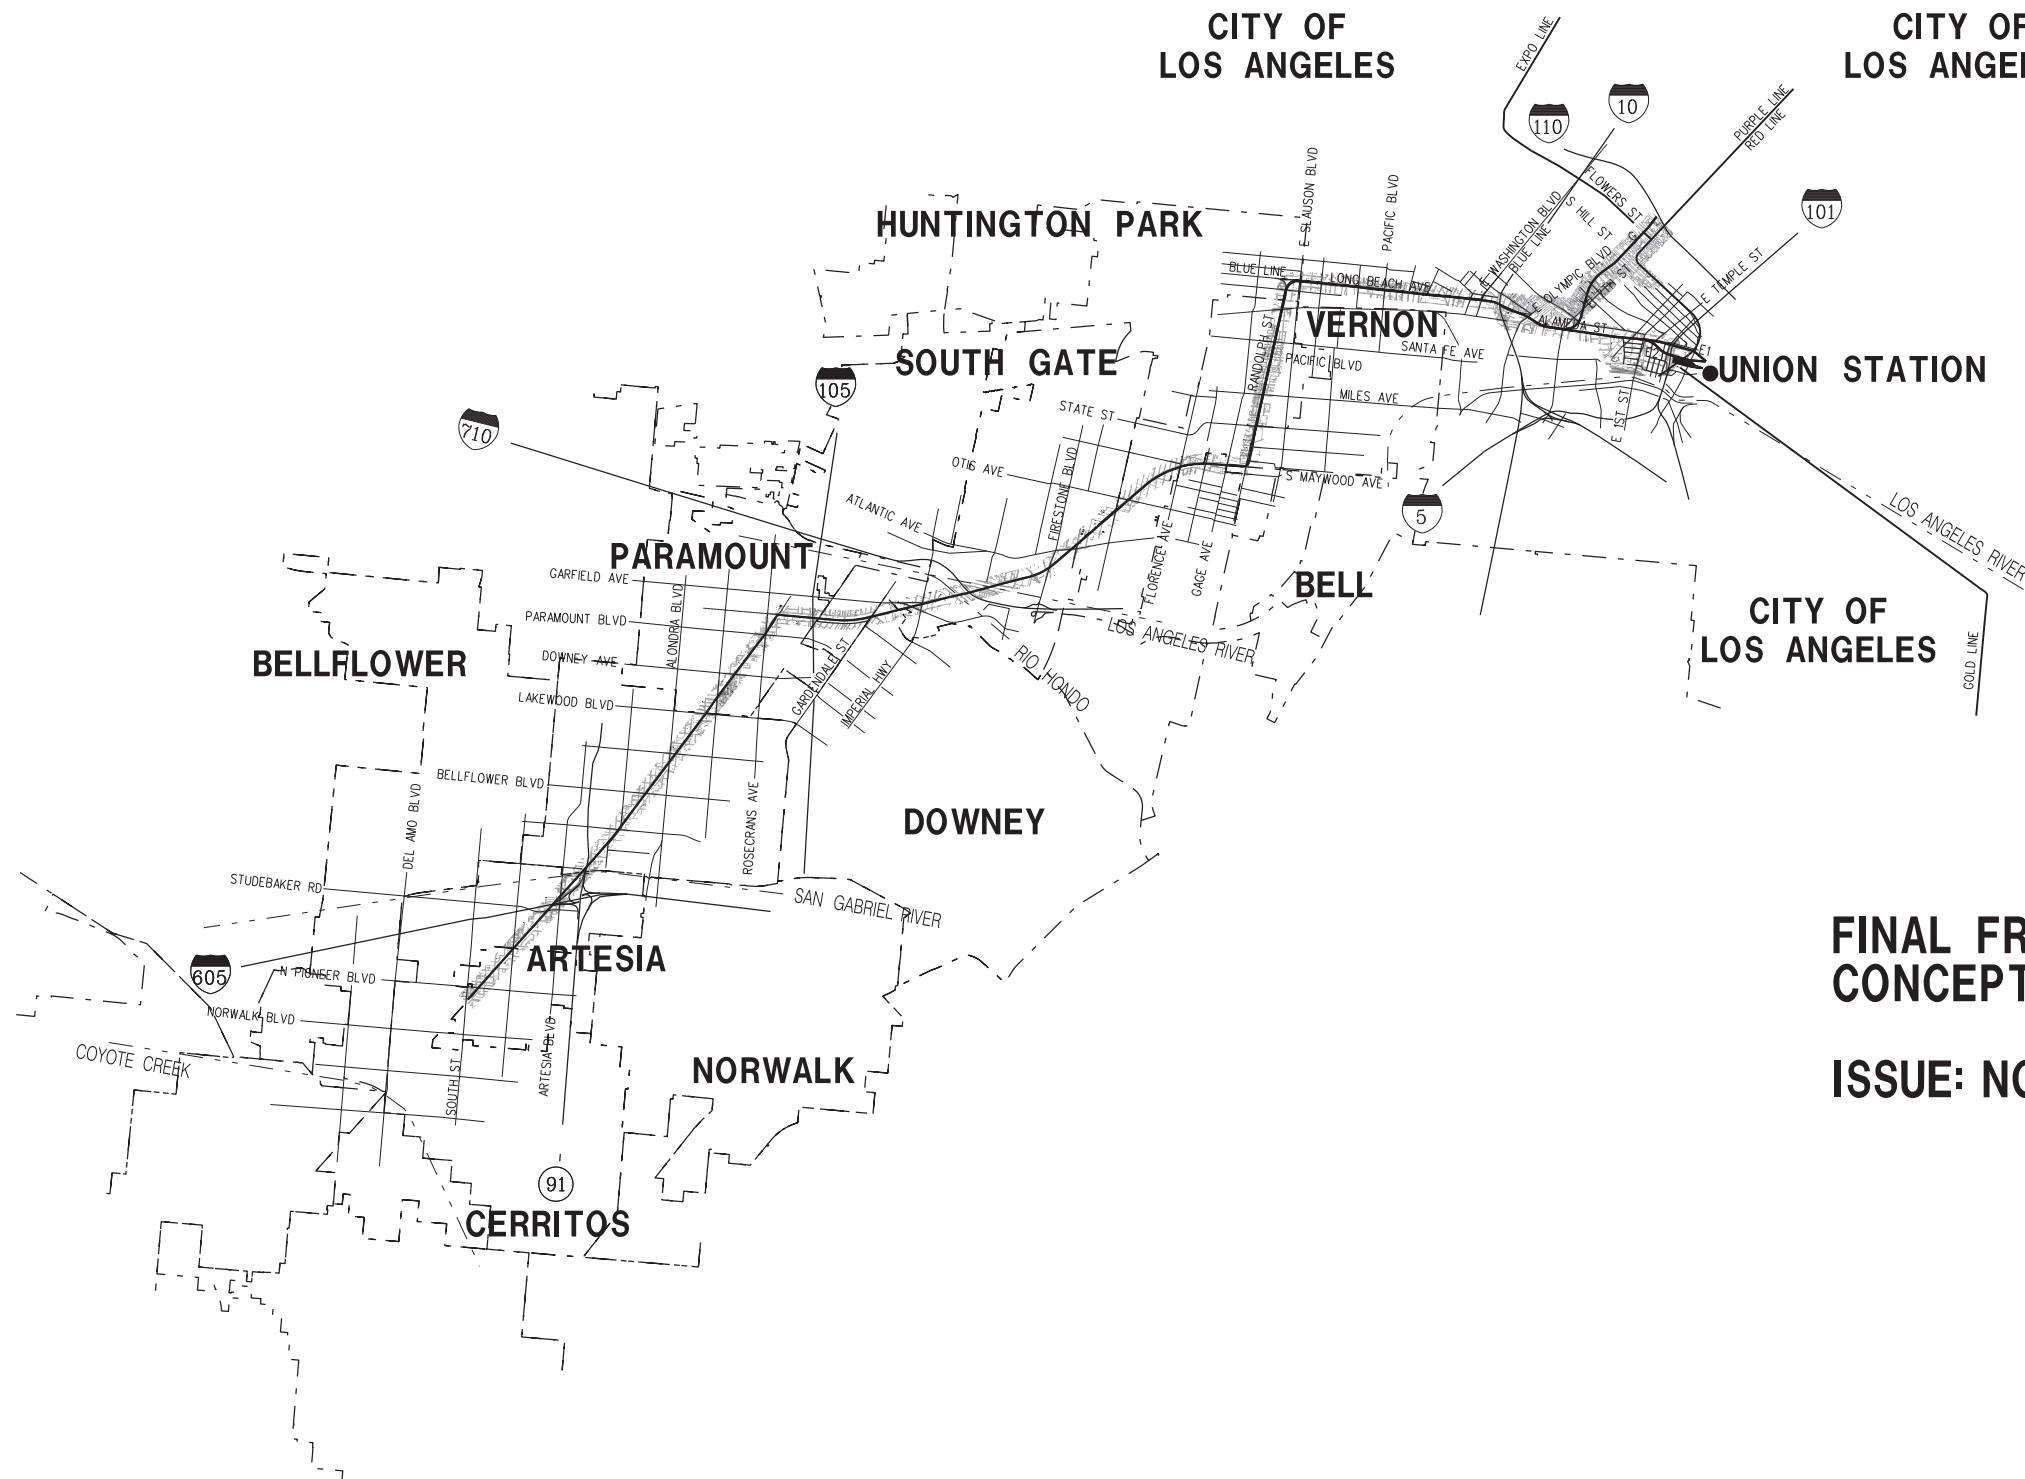 CITY OF
LOS ANGELES
CITY OF
LOS ANGEL
EXPO LINE
110
10
PURPLE LINE
RED LINE
101
FLOWERS ST
S HILL ST
E WASHINGTON BLVD
BLUE LINE
E OLYMPIC BLVD
E TEMPLE ST
HUNTINGTON PARK
E SLAUSON BLVD
PACIFIC BLVD
BLUE LINE
LONG BEACH AVE
VERNON
ALAMEDA ST
SANTA FE AVE
E2
E1
UNION STATION
SOUTH GATE
RANDOLPH ST
PACIFIC BLVD
MILES AVE
E 1ST ST
105
710
STATE ST
OTIS AVE
FIRESTONE BLVD
S MAYWOOD AVE
5
LOS ANGELES RIVER
ATLANTIC AVE
PARAMOUNT
GARFIELD AVE
FLORENCE AVE
GAGE AVE
BELL
PARAMOUNT BLVD
ALONDRA BLVD
LOS ANGELES RIVER
CITY OF
LOS ANGELES
GOLD LINE
BELLFLOWER
DOWNEY AVE
GARDENDALE ST
IMPERIAL HWY
RIO HONDO
LAKEWOOD BLVD
BELLFLOWER BLVD
DEL AMO BLVD
ROSECRANS AVE
DOWNEY
STUDEBAKER RD
SAN GABRIEL RIVER
605
N PIONEER BLVD
ARTESIA
FINAL FR
CONCEPT
NORWALK BLVD
COYOTE CREEK
SOUTH ST
ARTESIA BLVD
NORWALK
ISSUE: NO
91
CERRITOS